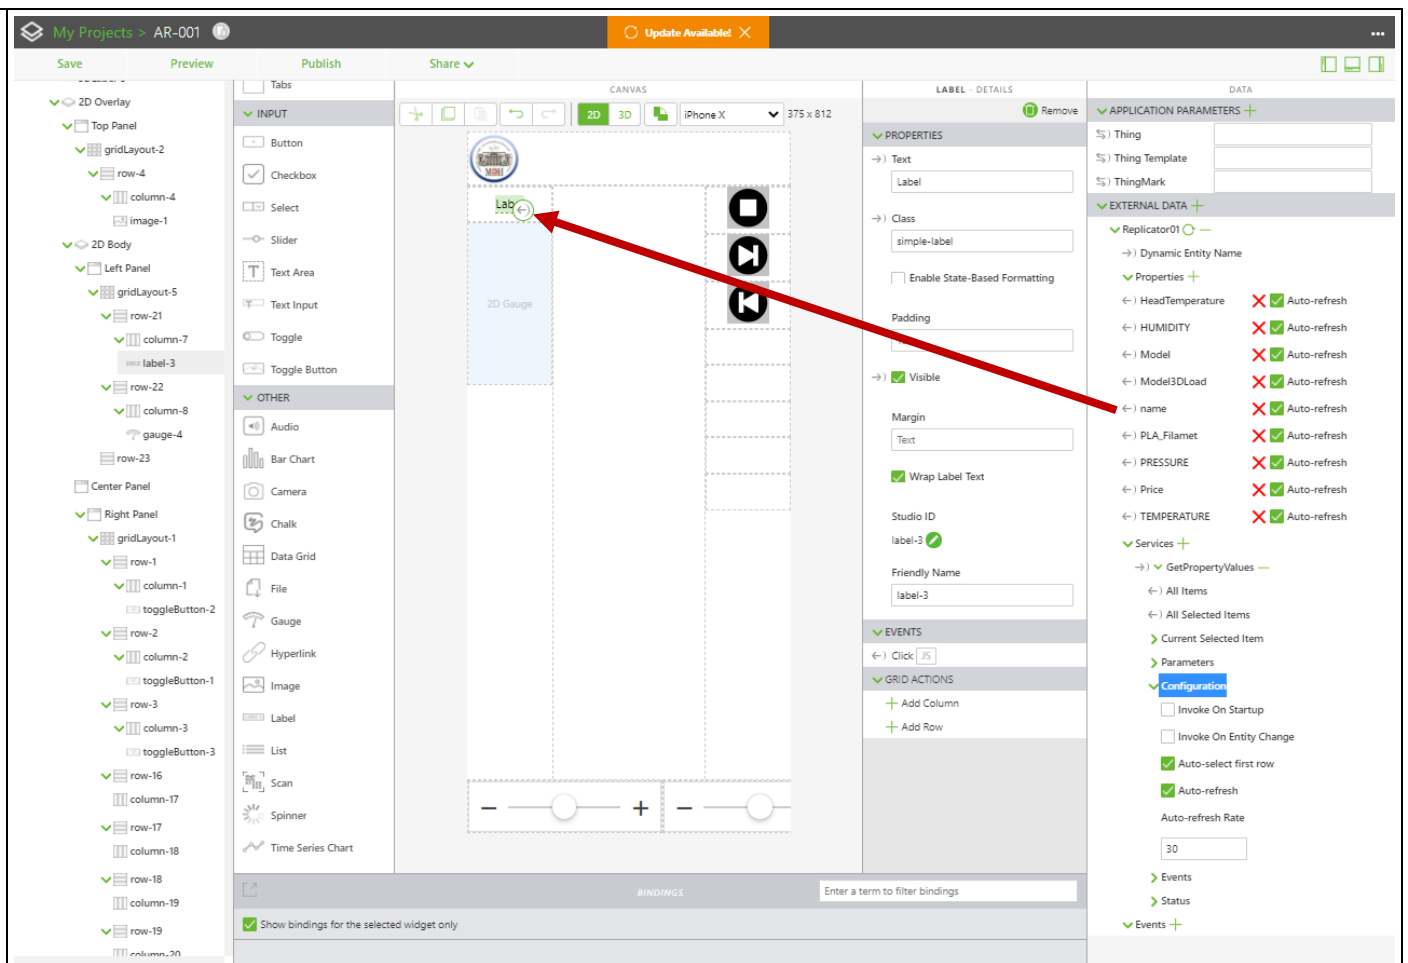 My Projects > AR-001
Update Available!
Save
Preview
Publish
Share
2D Overlay
Top Panel
gridLayout-2
row-4
column-4
image-1
2D Body
Left Panel
gridLayout-5
row-21
column-7
label-3
row-22
column-8
gauge-4
row-23
Center Panel
Right Panel
gridLayout-1
row-1
column-1
toggleButton-2
row-2
column-2
toggleButton-1
row-3
column-3
toggleButton-3
row-16
column-17
row-17
column-18
row-18
column-19
row-19
column-20
Tabs
INPUT
Button
Checkbox
Select
Slider
Text Area
Text Input
Toggle
Toggle Button
OTHER
Audio
Bar Chart
Camera
Chalk
Data Grid
File
Gauge
Hyperlink
Image
Label
List
Scan
Spinner
Time Series Chart
CANVAS
2D
3D
iPhone X
375 x 812
2D Gauge
LABEL - DETAILS
Remove
PROPERTIES
Text
Label
Class
simple-label
Enable State-Based Formatting
Padding
Visible
Margin
Text
Wrap Label Text
Studio ID
label-3
Friendly Name
label-3
EVENTS
Click JS
GRID ACTIONS
Add Column
Add Row
DATA
APPLICATION PARAMETERS
Thing
Thing Template
ThingMark
EXTERNAL DATA
Replicator01
Dynamic Entity Name
Properties
HeadTemperature Auto-refresh
HUMIDITY Auto-refresh
Model Auto-refresh
Model3DLoad Auto-refresh
name Auto-refresh
PLA_Filamet Auto-refresh
PRESSURE Auto-refresh
Price Auto-refresh
TEMPERATURE Auto-refresh
Services
GetPropertyValues
All Items
All Selected Items
Current Selected Item
Parameters
Configuration
Invoke On Startup
Invoke On Entity Change
Auto-select first row
Auto-refresh
Auto-refresh Rate
30
Events
Status
Events
BINDINGS
Enter a term to filter bindings
Show bindings for the selected widget only